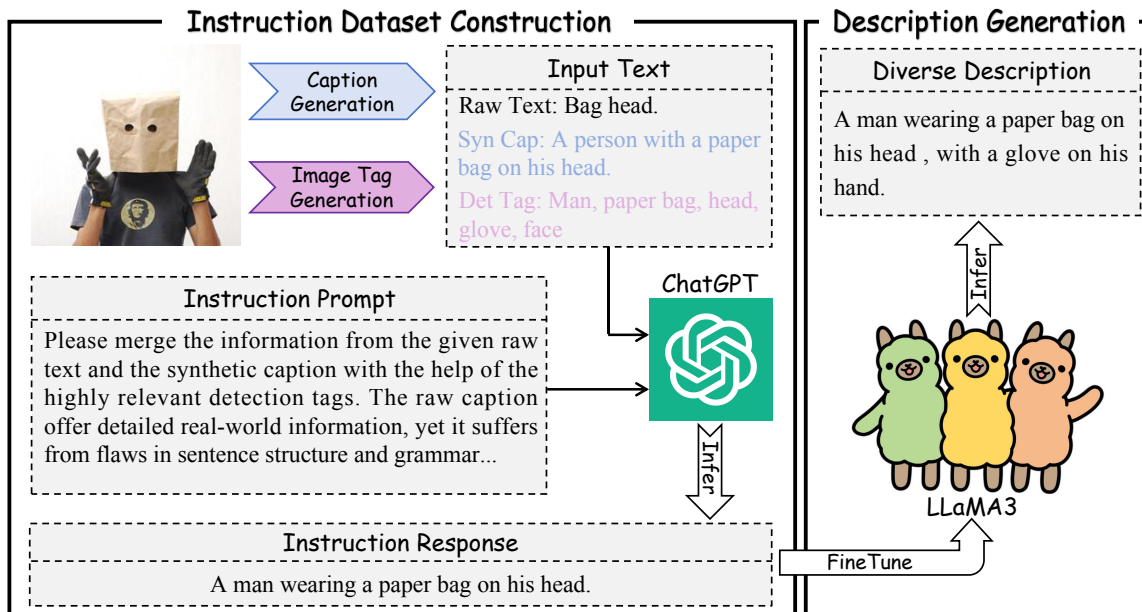 Instruction Dataset Construction
Caption
Generation
Image Tag
Generation
Input Text
Raw Text: Bag head.
Syn Cap: A person with a paper
bag on his head.
Det Tag: Man, paper bag, head,
glove, face
Instruction Prompt
Please merge the information from the given raw
text and the synthetic caption with the help of the
highly relevant detection tags. The raw caption
offer detailed real-world information, yet it suffers
from flaws in sentence structure and grammar...
ChatGPT
Infer
Instruction Response
A man wearing a paper bag on his head.
Description Generation
Diverse Description
A man wearing a paper bag on
his head , with a glove on his
hand.
Infer
LLaMA3
FineTune